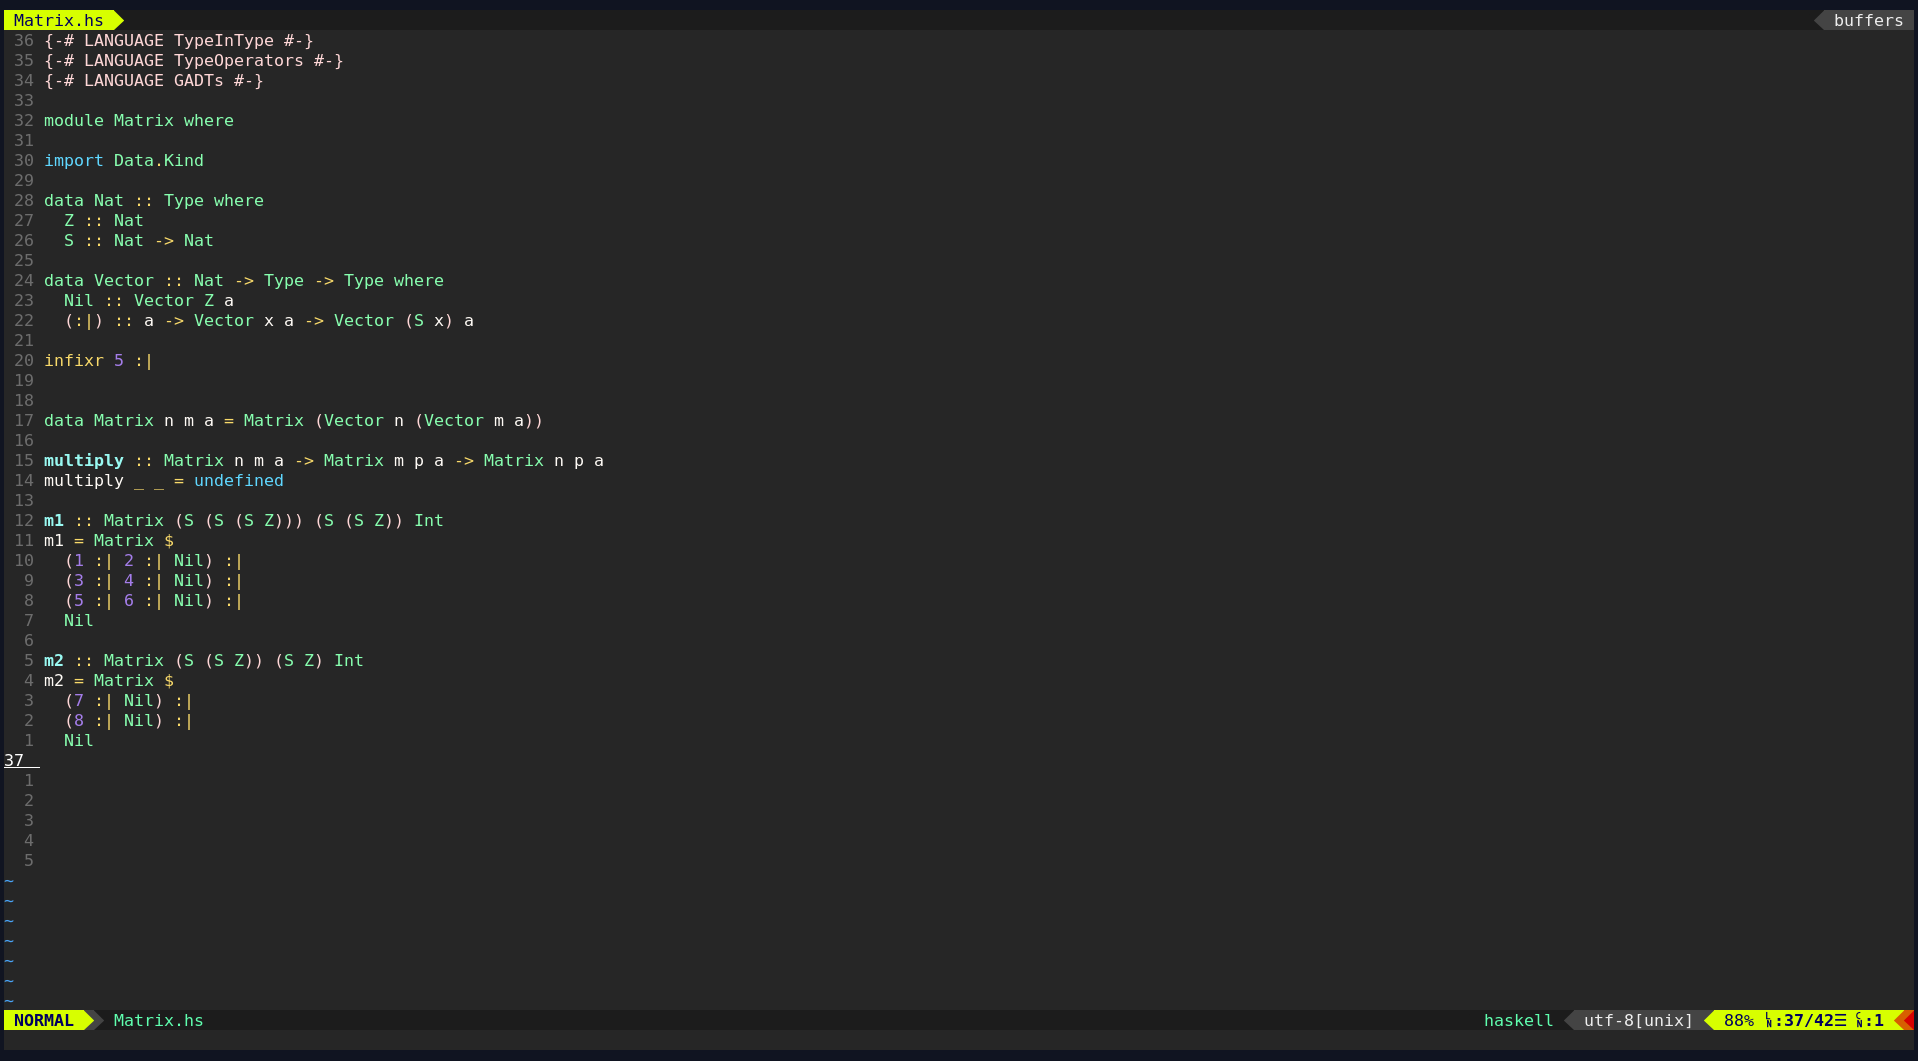 Matrix.hs buffers
36 {-# LANGUAGE TypeInType #-}
35 {-# LANGUAGE TypeOperators #-}
34 {-# LANGUAGE GADTs #-}
33
32 module Matrix where
31
30 import Data.Kind
29
28 data Nat :: Type where
27   Z :: Nat
26   S :: Nat -> Nat
25
24 data Vector :: Nat -> Type -> Type where
23   Nil :: Vector Z a
22   (:|) :: a -> Vector x a -> Vector (S x) a
21
20 infixr 5 :|
19
18
17 data Matrix n m a = Matrix (Vector n (Vector m a))
16
15 multiply :: Matrix n m a -> Matrix m p a -> Matrix n p a
14 multiply _ _ = undefined
13
12 m1 :: Matrix (S (S (S Z))) (S (S Z)) Int
11 m1 = Matrix $
10   (1 :| 2 :| Nil) :|
9   (3 :| 4 :| Nil) :|
8   (5 :| 6 :| Nil) :|
7   Nil
6
5 m2 :: Matrix (S (S Z)) (S Z) Int
4 m2 = Matrix $
3   (7 :| Nil) :|
2   (8 :| Nil) :|
1   Nil
37
1
2
3
4
5
~
~
~
~
~
~
~
NORMAL Matrix.hs haskell utf-8[unix] 88% ␊:37/42☰ ␤:1